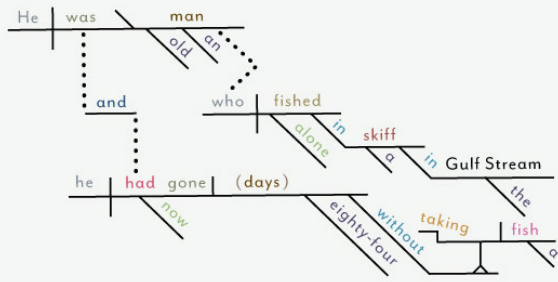 He was man
old an
and who fished
alone in skiff
a in Gulf Stream
the
he had gone (days)
now eighty-four without taking fish
a